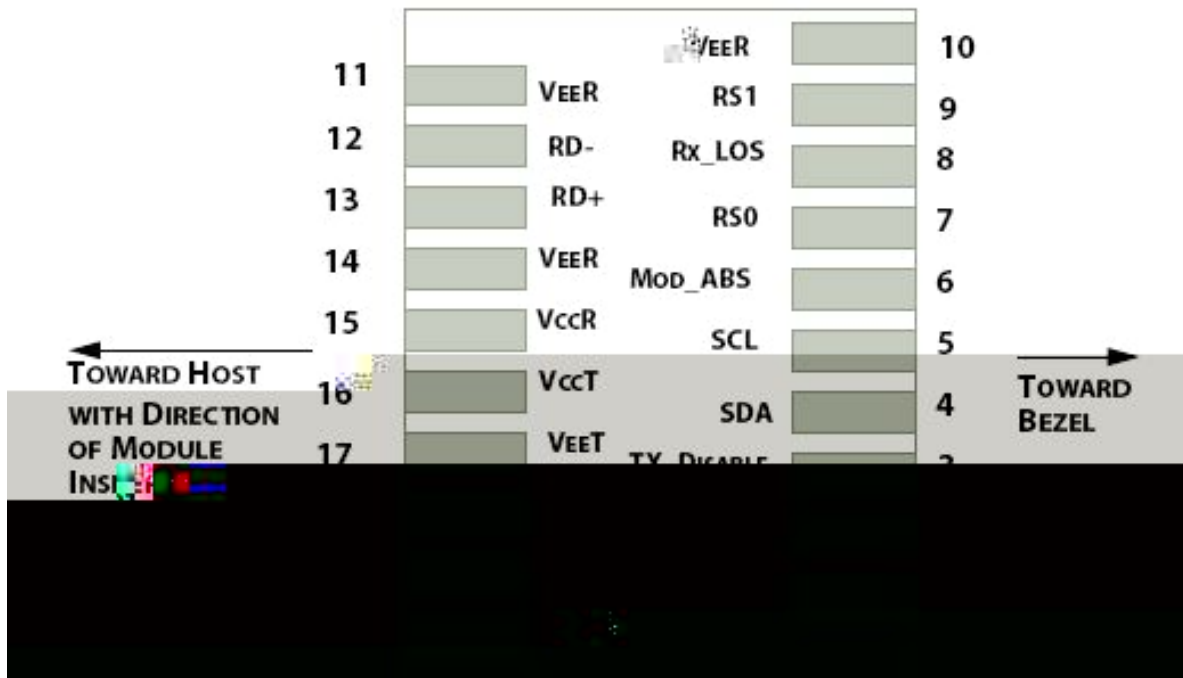 VEER 10
11 VEER RS1 9
12 RD- Rx_LOS 8
13 RD+ RS0 7
14 VEER MOD_ABS 6
15 VCCR SCL 5
TOWARD HOST
16 VCCT SDA 4
WITH DIRECTION
OF MODULE
TOWARD
BEZEL
17 VEET TX_DISABLE